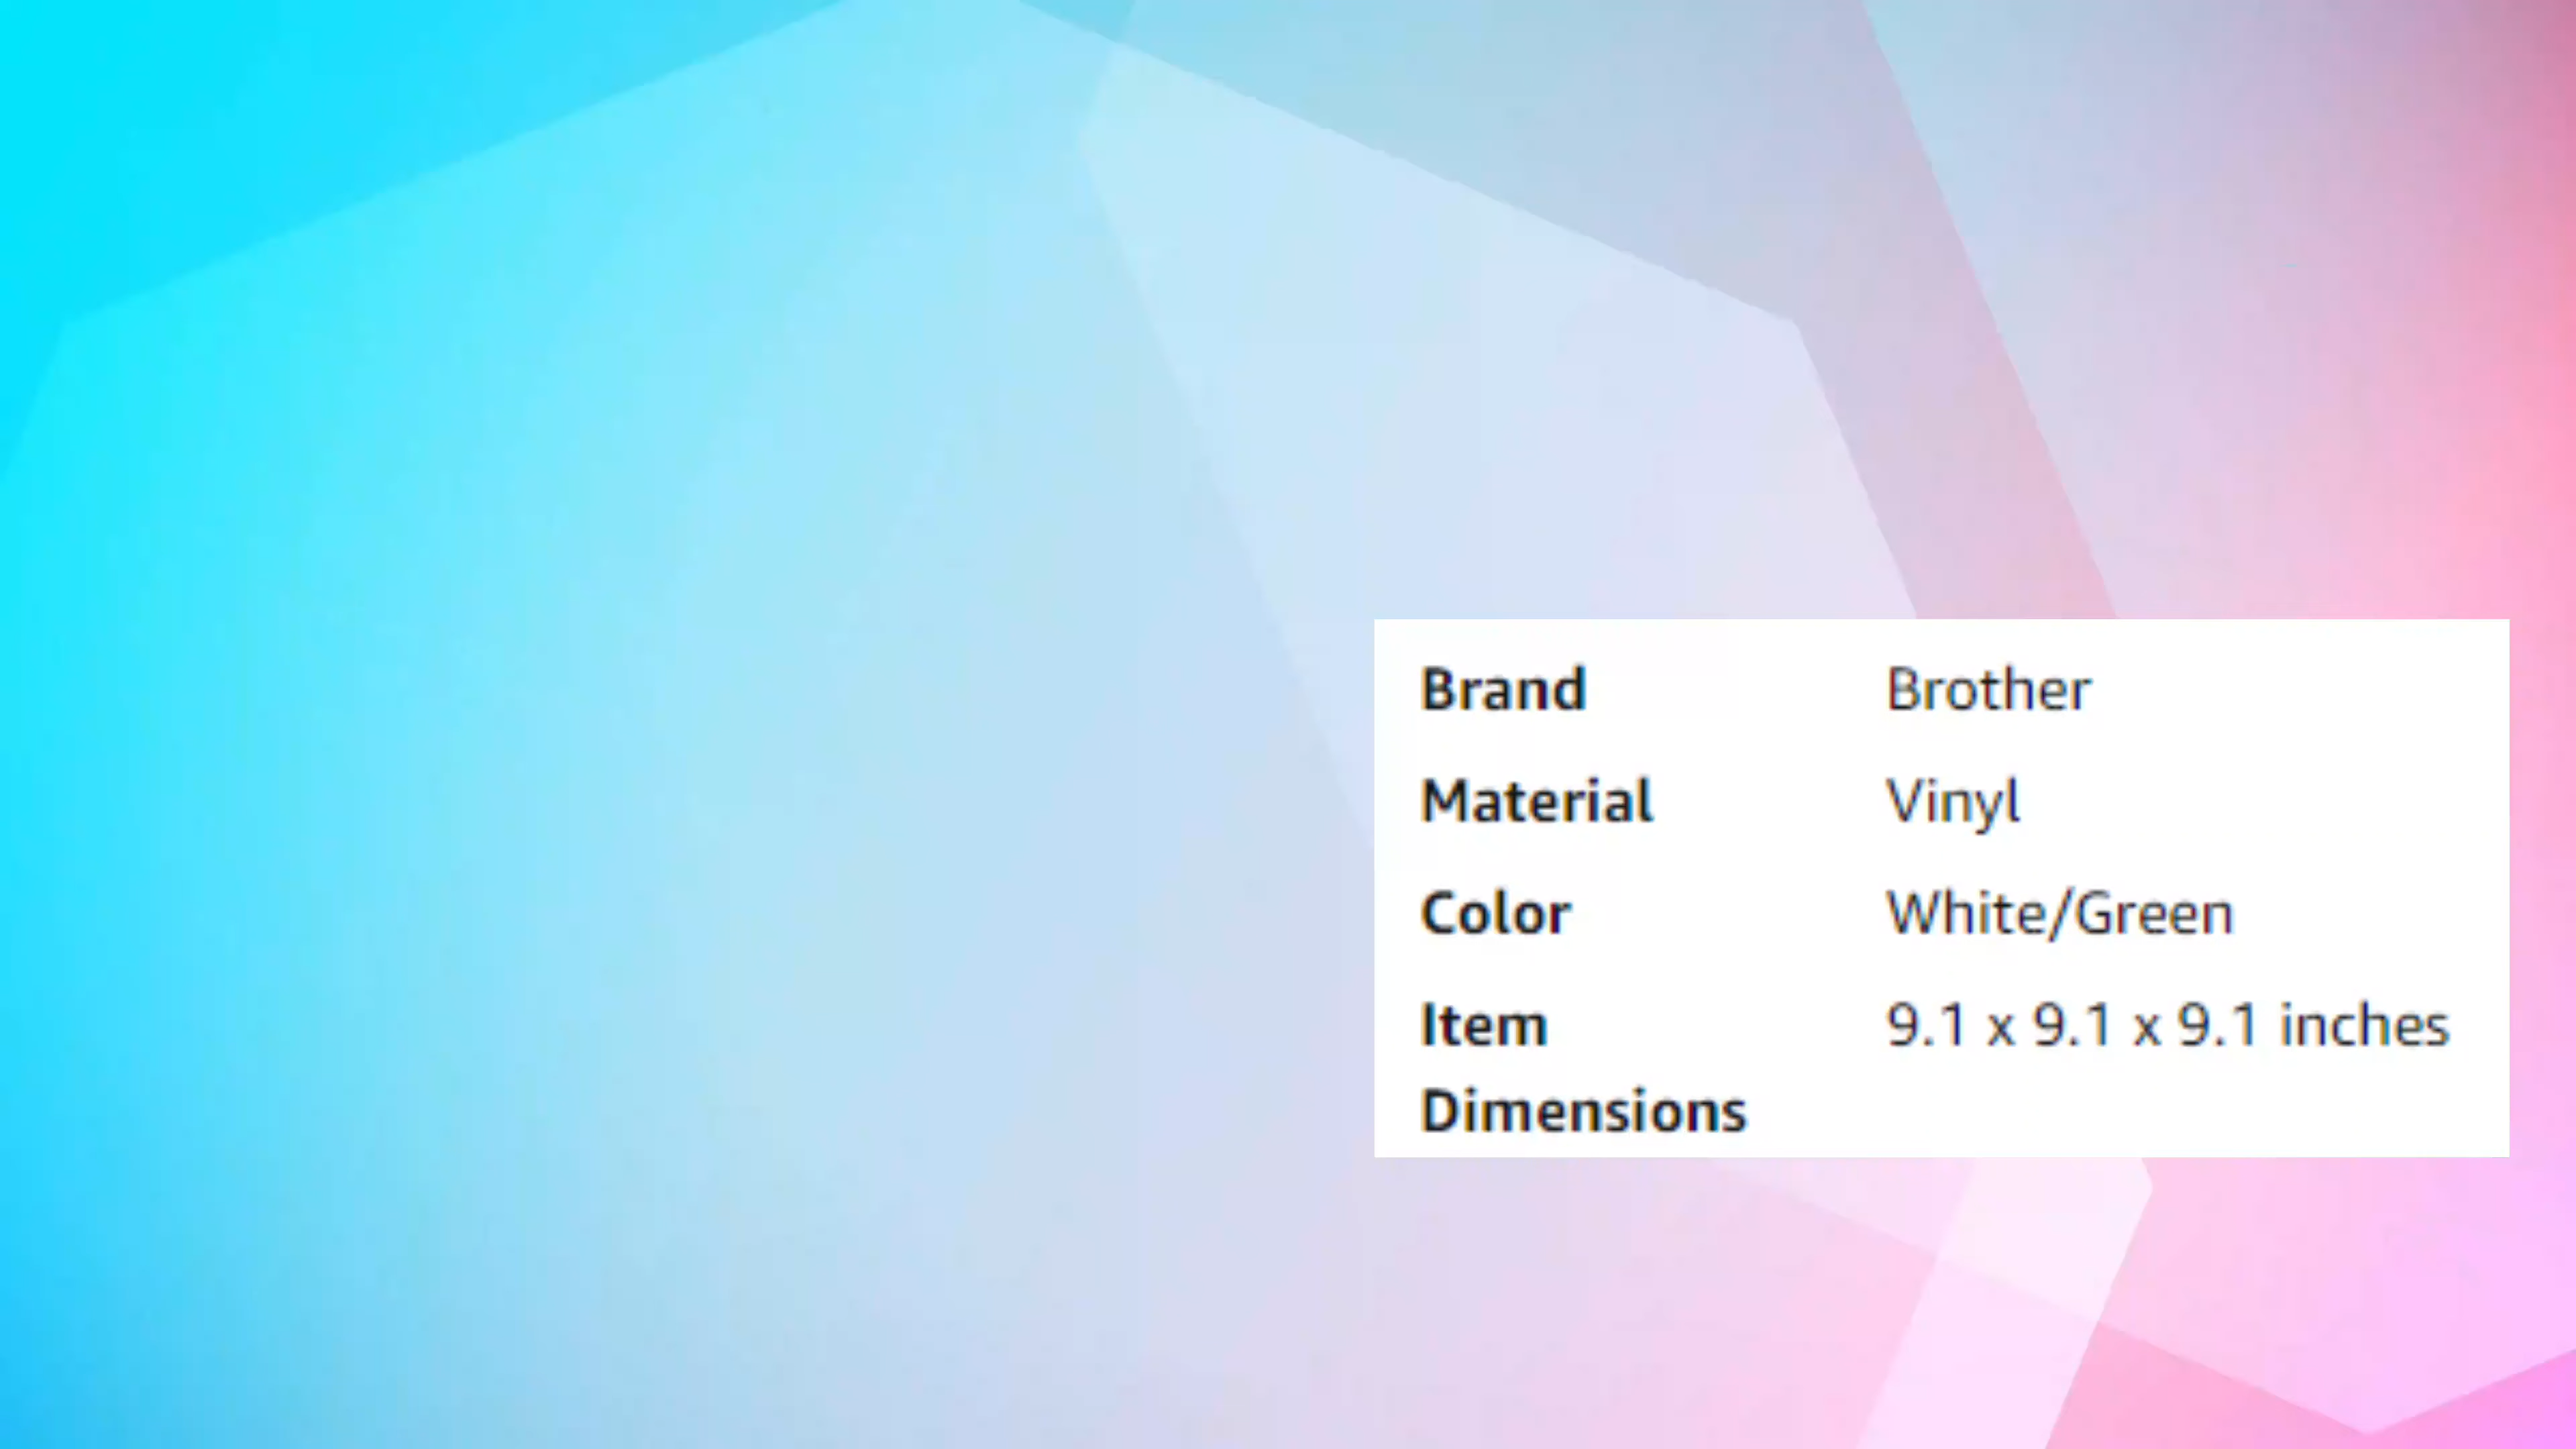 Brand Brother
Material Vinyl
Color White/Green
Item 9.1 x 9.1 x 9.1 inches
Dimensions